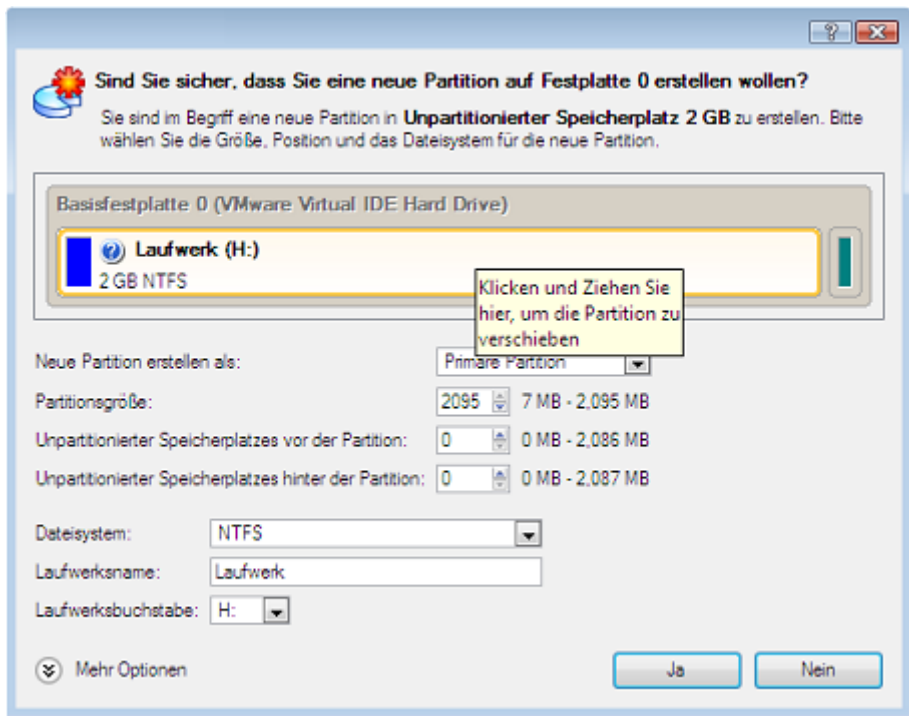 Sind Sie sicher, dass Sie eine neue Partition auf Festplatte 0 erstellen wollen?
Sie sind im Begriff eine neue Partition in Unpartitionierter Speicherplatz 2 GB zu erstellen. Bitte
wählen Sie die Größe, Position und das Dateisystem für die neue Partition.
Basisfestplatte 0 (VMware Virtual IDE Hard Drive)
Laufwerk (H:)
2 GB NTFS
Klicken und Ziehen Sie
hier, um die Partition zu
verschieben
Neue Partition erstellen als: Primäre Partition
Partitionsgröße: 2095 7 MB - 2,095 MB
Unpartitionierter Speicherplatzes vor der Partition: 0 0 MB - 2,086 MB
Unpartitionierter Speicherplatzes hinter der Partition: 0 0 MB - 2,087 MB
Dateisystem: NTFS
Laufwerksname: Laufwerk
Laufwerksbuchstabe: H:
Mehr Optionen Ja Nein